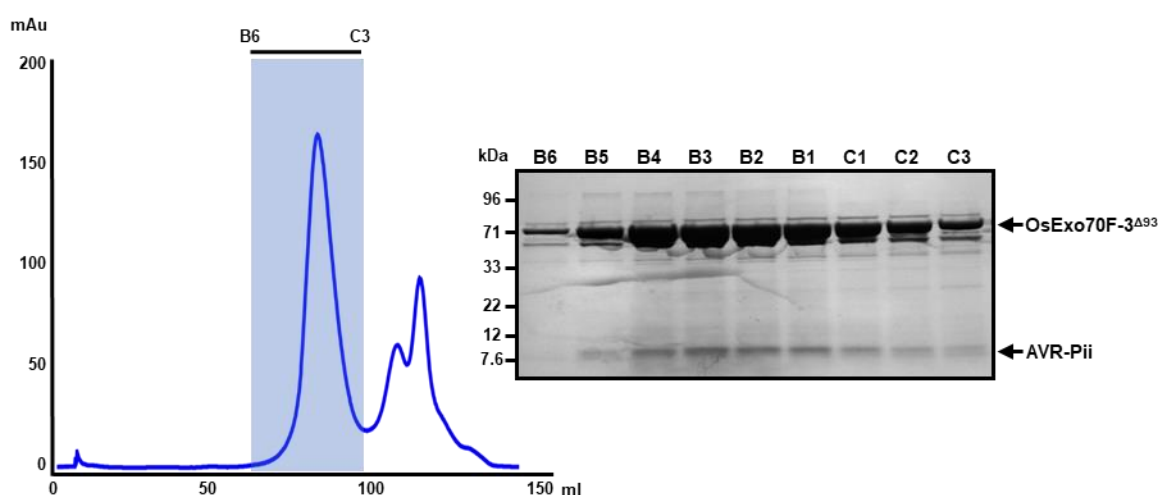 mAu
B6 C3
200
150
100
50
0
0 50 100 150 ml
kDa B6 B5 B4 B3 B2 B1 C1 C2 C3
96
71
33
22
12
7.6
OsExo70F-3Δ93
AVR-Pii